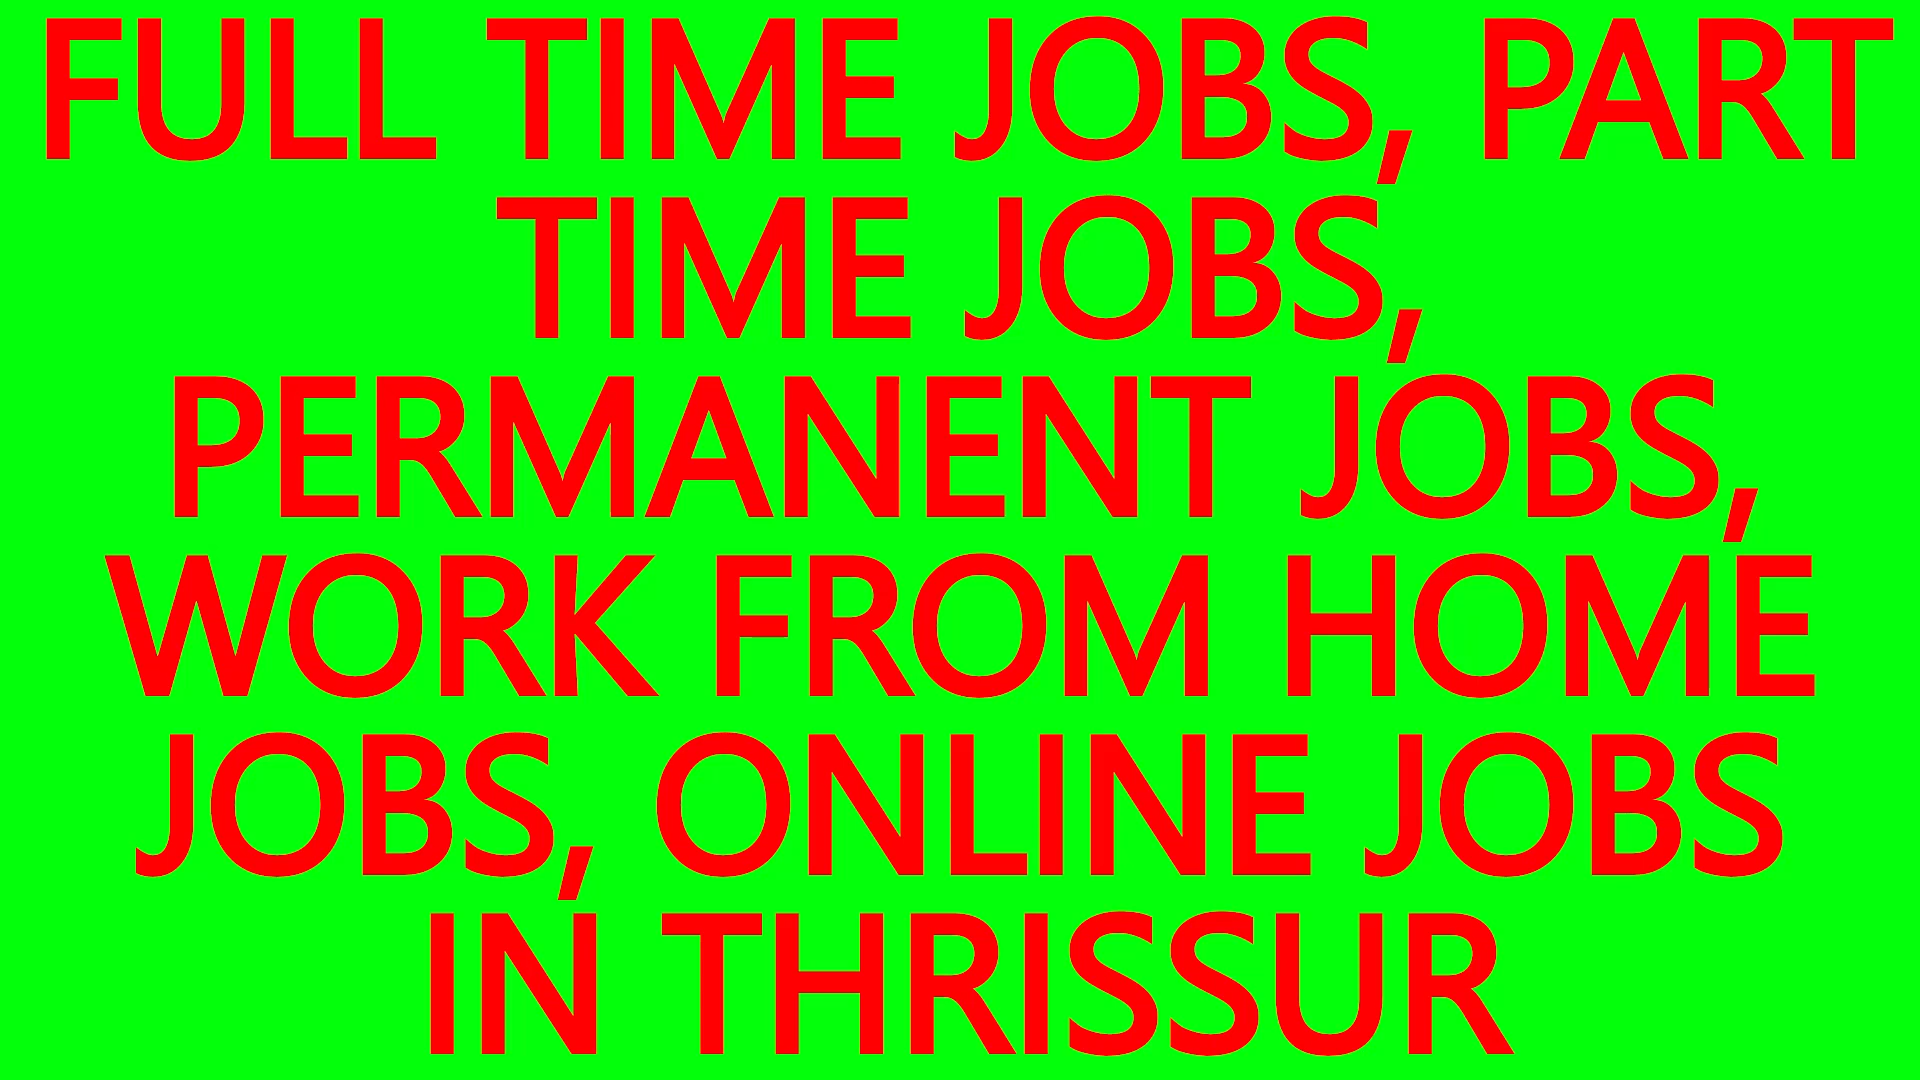 FULL TIME JOBS, PART
TIME JOBS,
PERMANENT JOBS,
WORK FROM HOME
JOBS, ONLINE JOBS
IN THRISSUR